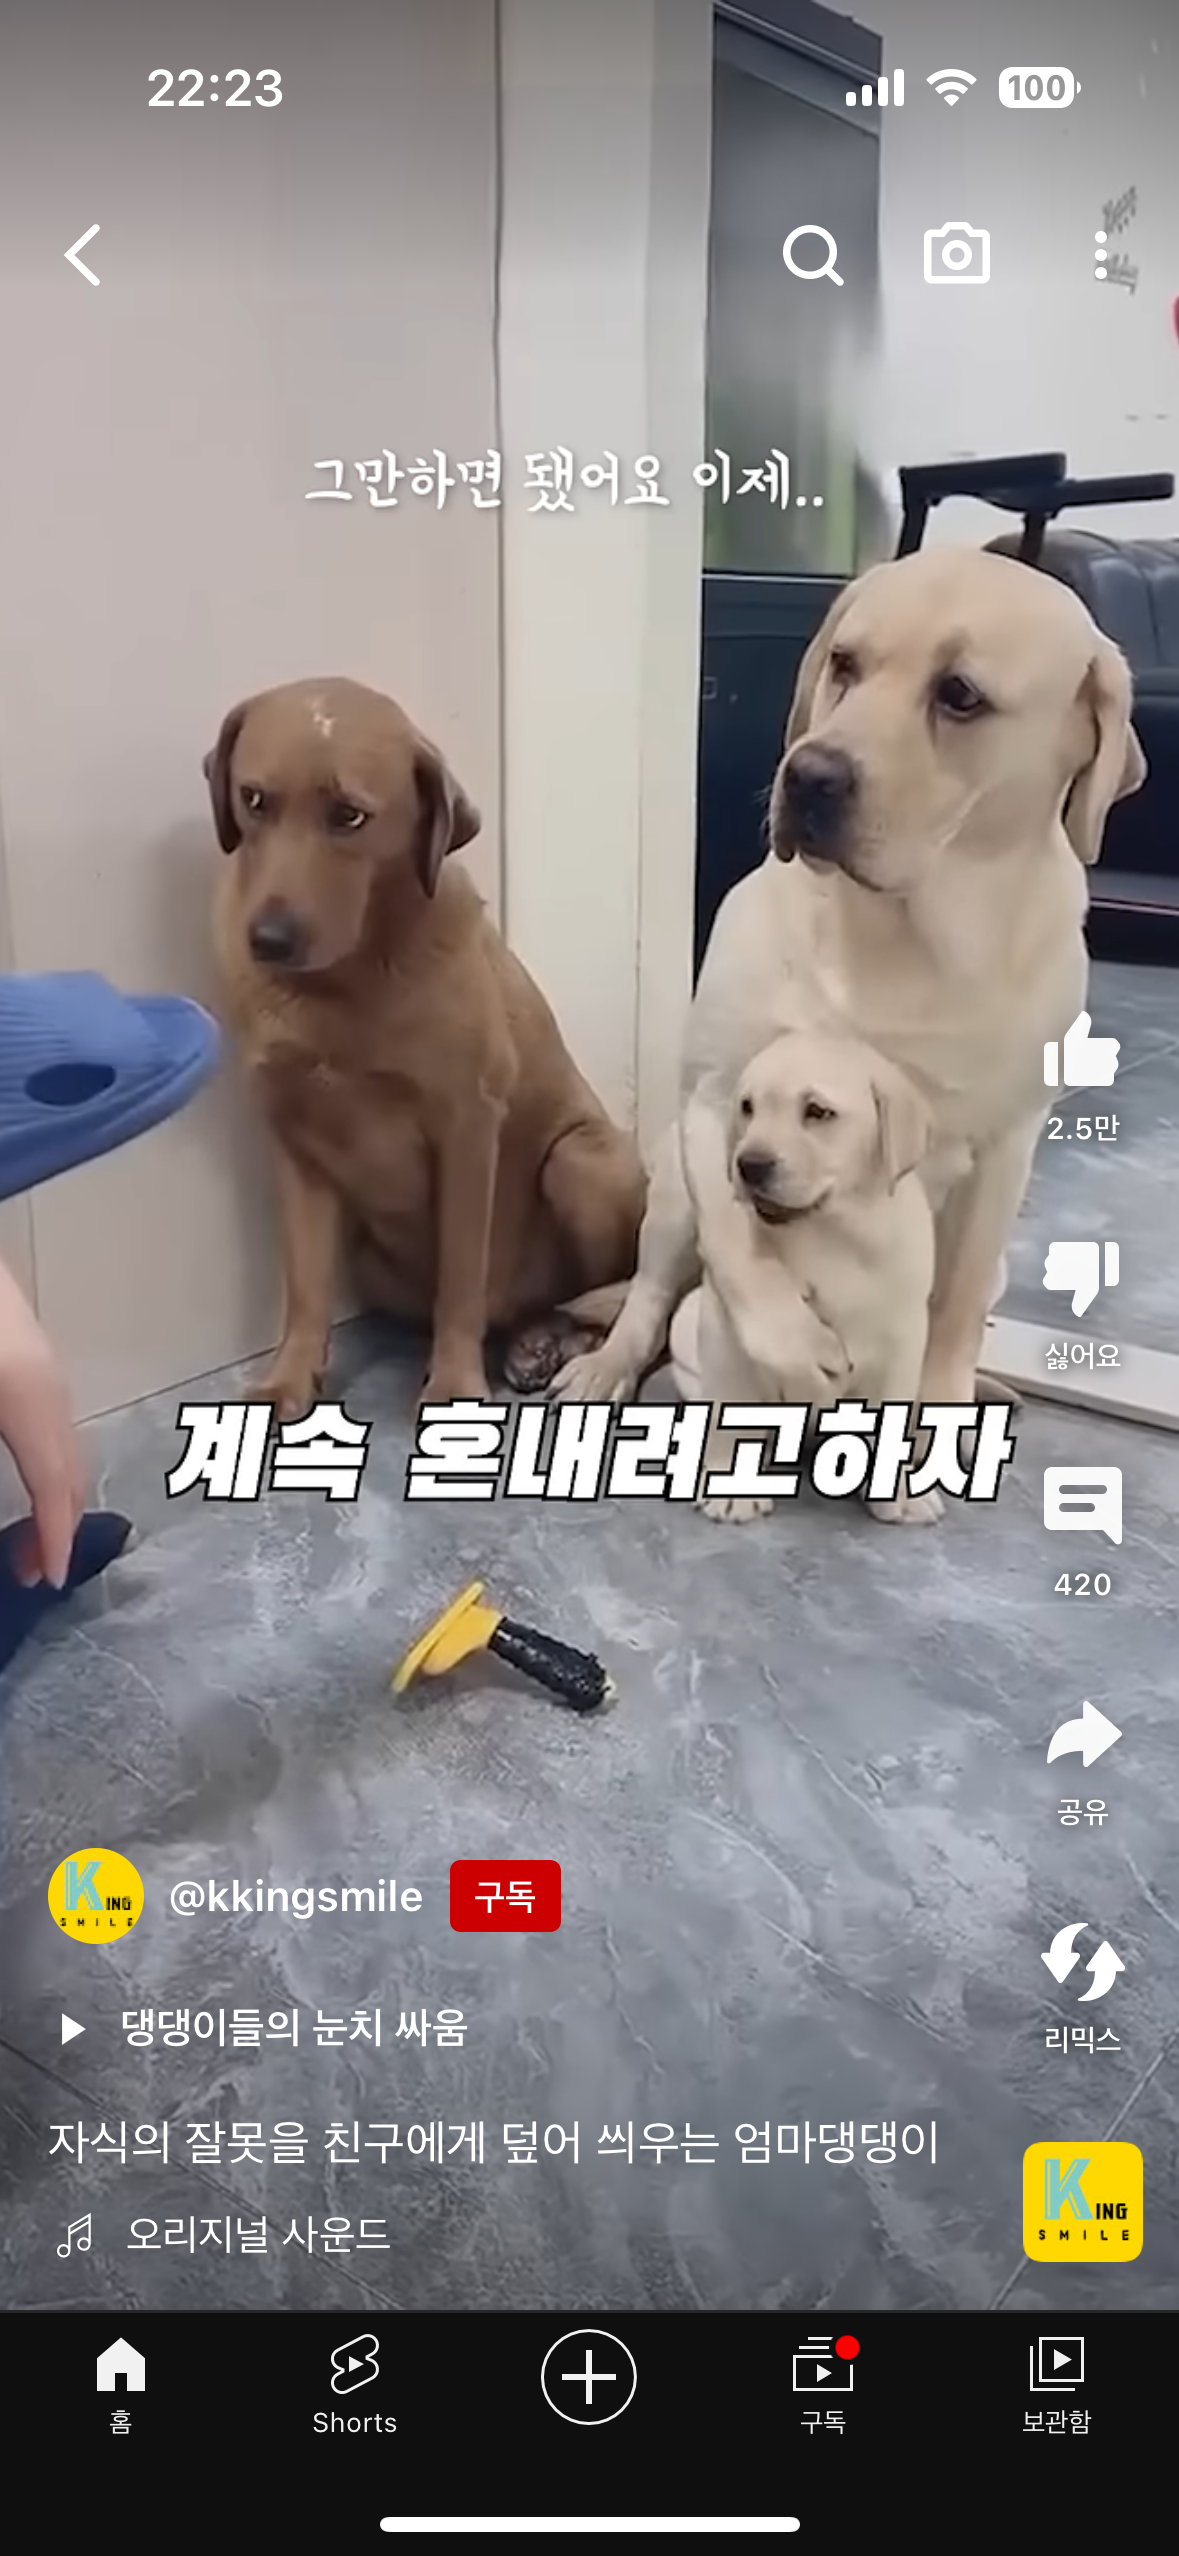 22:23
100
그만하면 됐어요 이제..
2.5만
싫어요
계속 혼내려고하자
420
공유
KING
SMILE
@kkingsmile
구독
댕댕이들의 눈치 싸움
리믹스
자식의 잘못을 친구에게 덮어 씌우는 엄마댕댕이
오리지널 사운드
KING
SMILE
홈
Shorts
구독
보관함